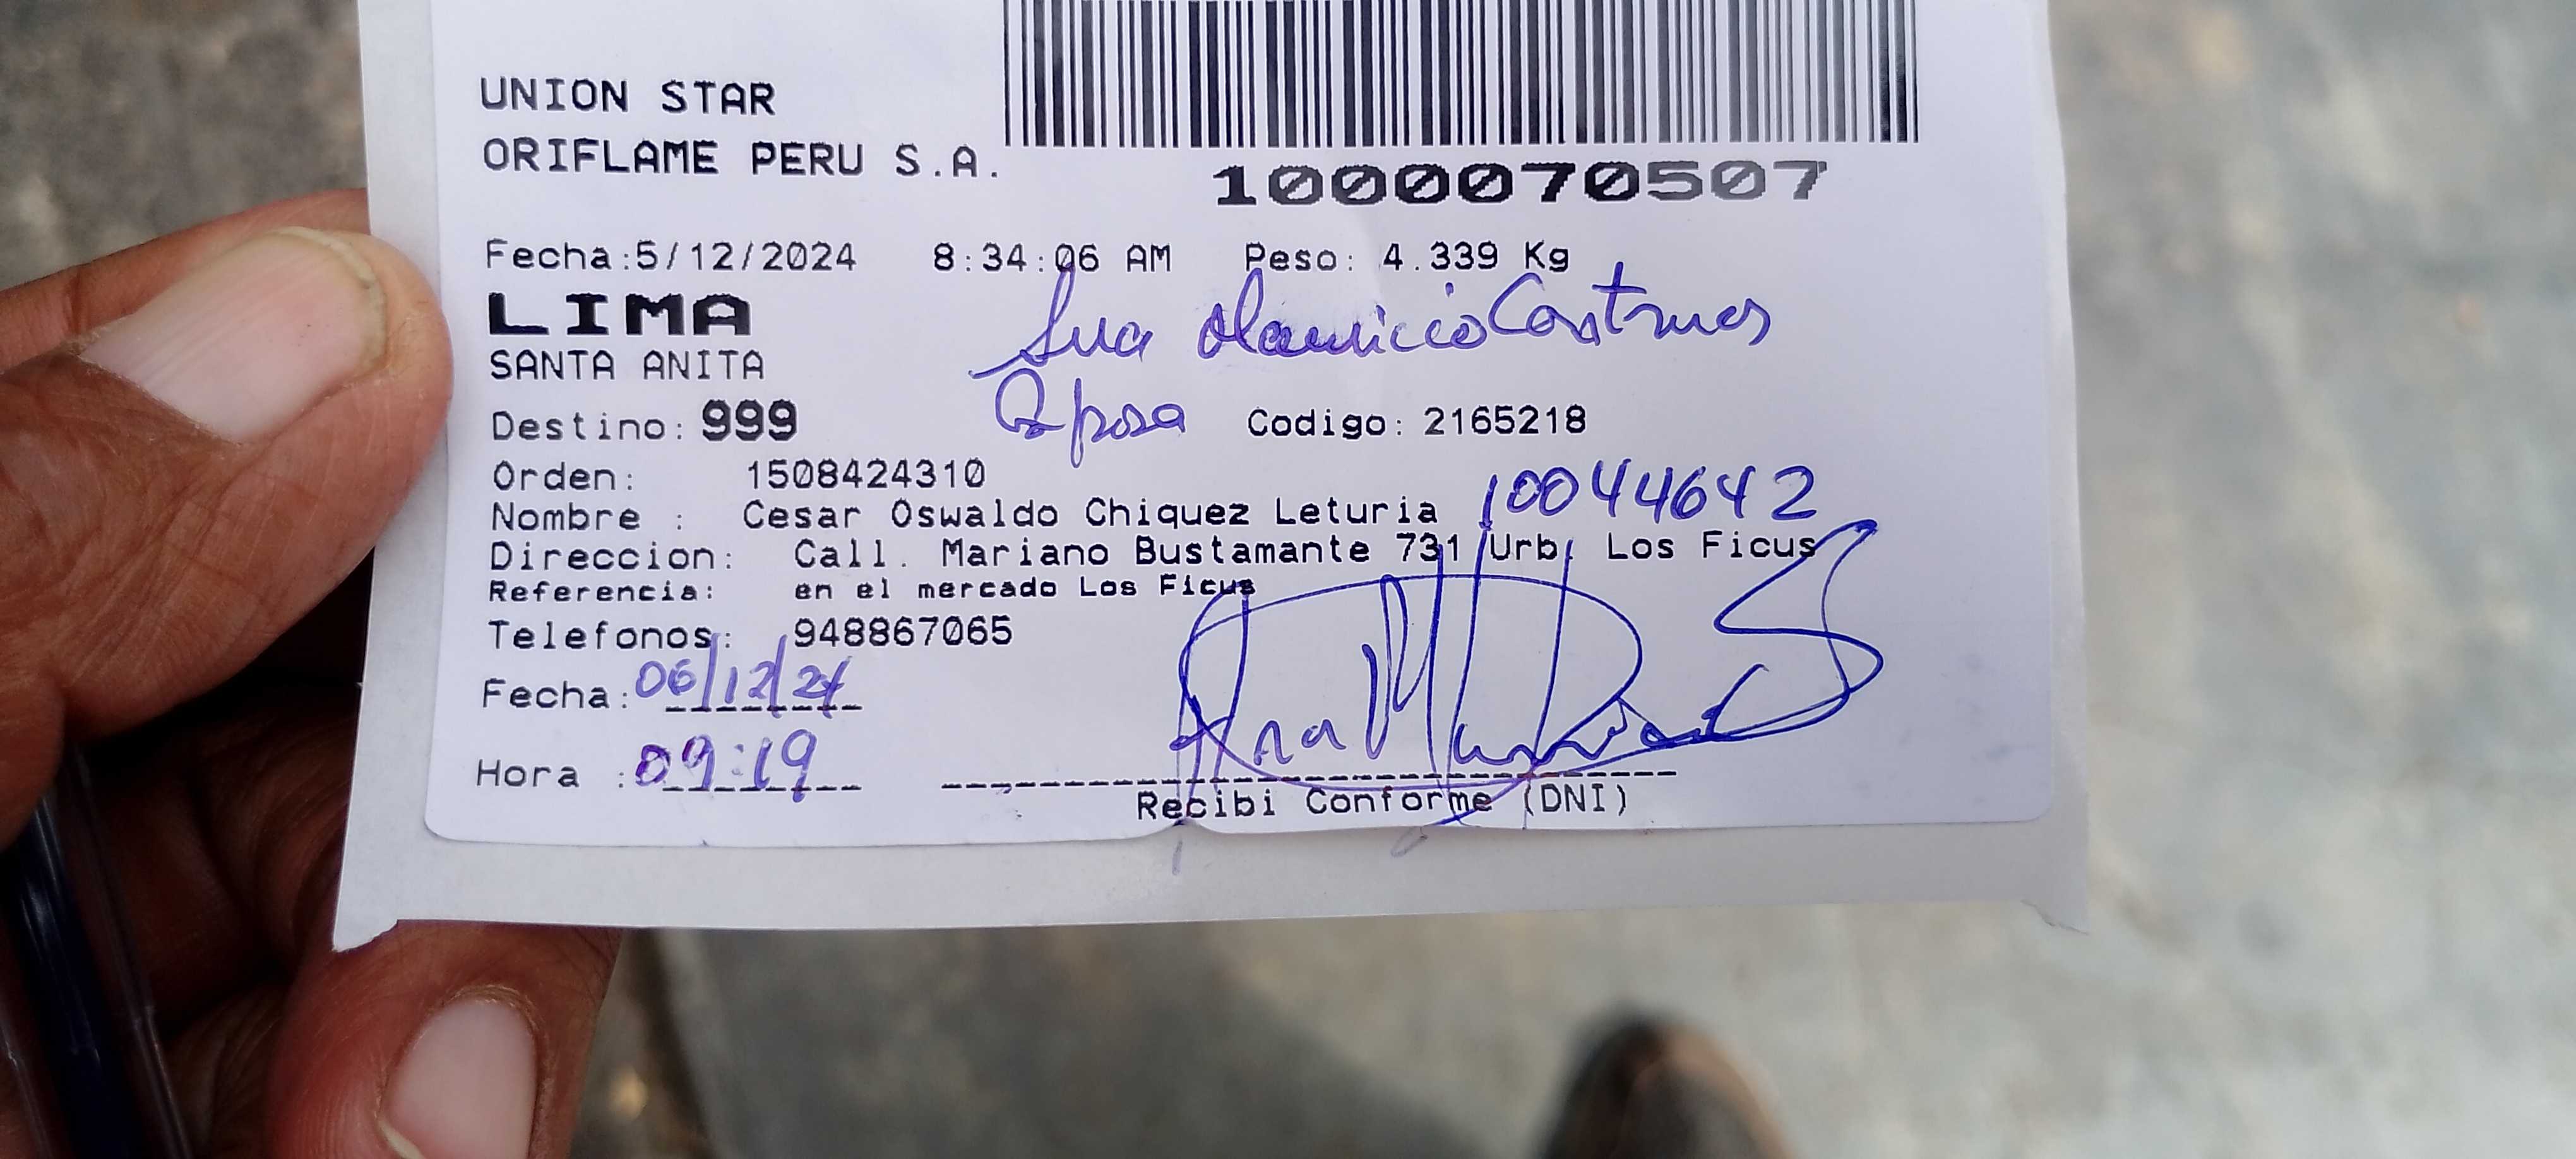 UNION STAR
ORIFLAME PERU S.A.
1000070507
Fecha:5/12/2024 8:34:06 AM Peso: 4.339 Kg
LIMA
Mauricio Contreras
SANTA ANITA
Esposa
Destino: 999 Codigo: 2165218
Orden: 1508424310
10044642
Nombre : Cesar Oswaldo Chiquez Leturia
Direccion: Call. Mariano Bustamante 731 Urb. Los Ficus
Referencia: en el mercado Los Ficus
Telefonos: 948867065
Fecha: 06/12/24
Hora : 09:19
Recibi Conforme (DNI)